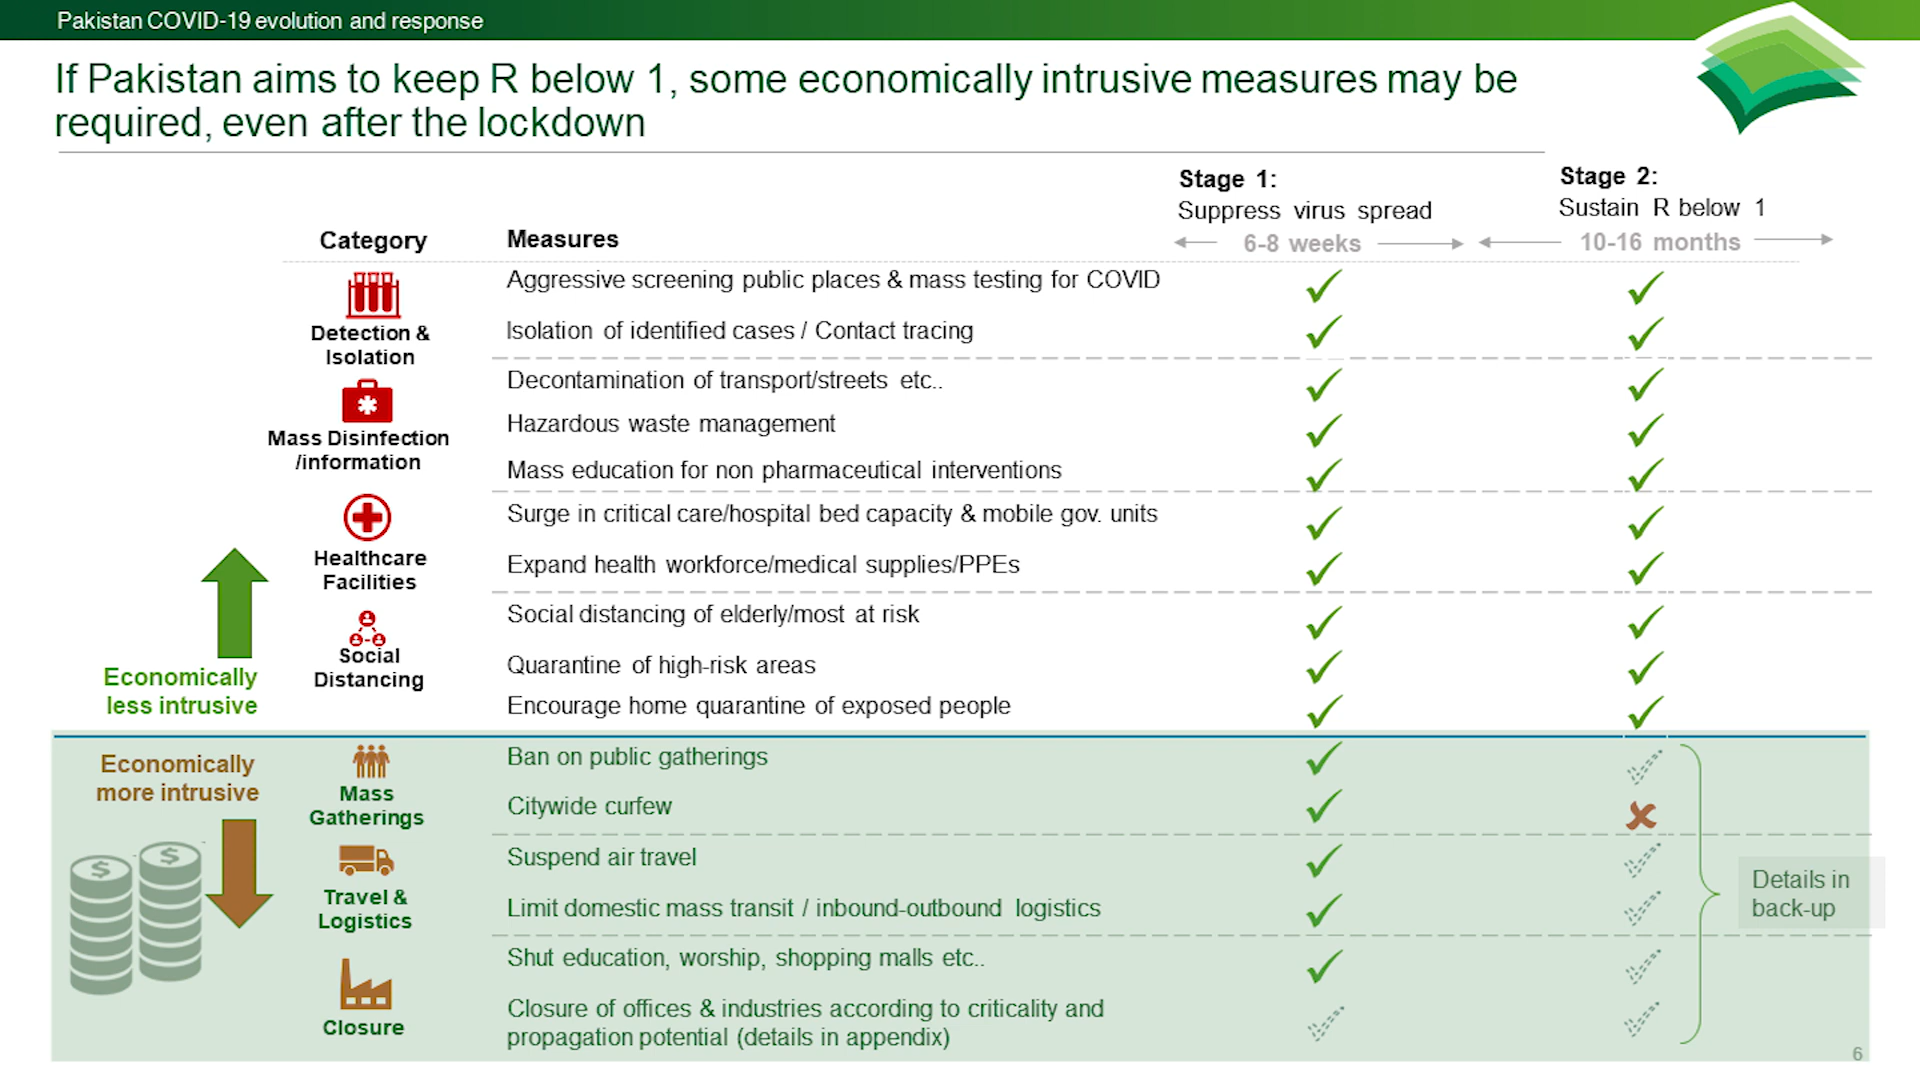 Pakistan COVID-19 evolution and response
If Pakistan aims to keep R below 1, some economically intrusive measures may be
required, even after the lockdown
Stage 1:
Suppress virus spread
6-8 weeks
Stage 2:
Sustain R below 1
10-16 months
Category
Measures
Detection &
Isolation
Aggressive screening public places & mass testing for COVID
Isolation of identified cases / Contact tracing
Mass Disinfection
/information
Decontamination of transport/streets etc..
Hazardous waste management
Mass education for non pharmaceutical interventions
Healthcare
Facilities
Surge in critical care/hospital bed capacity & mobile gov. units
Expand health workforce/medical supplies/PPEs
Social
Distancing
Social distancing of elderly/most at risk
Quarantine of high-risk areas
Encourage home quarantine of exposed people
Economically
less intrusive
Economically
more intrusive
$ $
Mass
Gatherings
Ban on public gatherings
Citywide curfew
Travel &
Logistics
Suspend air travel
Limit domestic mass transit / inbound-outbound logistics
Closure
Shut education, worship, shopping malls etc..
Closure of offices & industries according to criticality and
propagation potential (details in appendix)
Details in
back-up
6